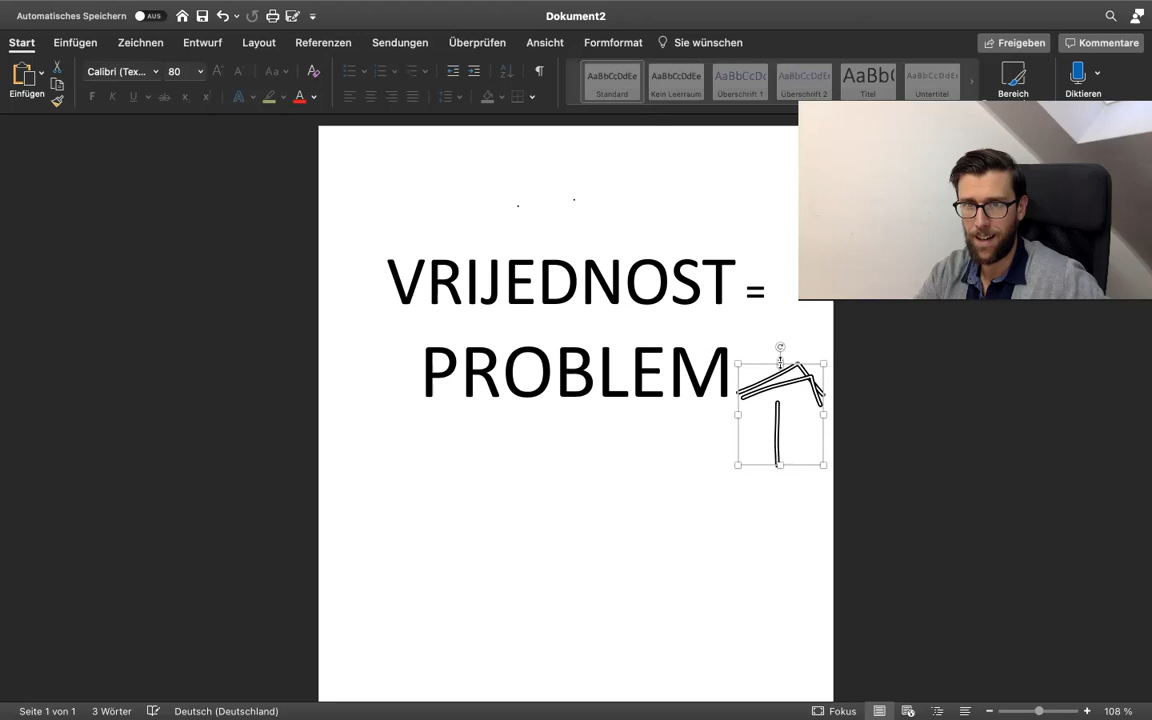 Automatisches Speichern AUS Dokument2
Start Einfügen Zeichnen Entwurf Layout Referenzen Sendungen Überprüfen Ansicht Formformat Sie wünschen Freigeben Kommentare
Calibri (Tex... 80 Aa AaBbCcDdEe AaBbCcDdEe AaBbCcDc AaBbCcDdEe AaBb( AaBbCcDdEe
Einfügen F K U ab x x A A Standard Kein Leerraum Überschrift 1 Überschrift 2 Titel Untertitel Bereich Diktieren
VRIJEDNOST =
PROBLEM
Seite 1 von 1 3 Wörter Deutsch (Deutschland) Fokus 108 %